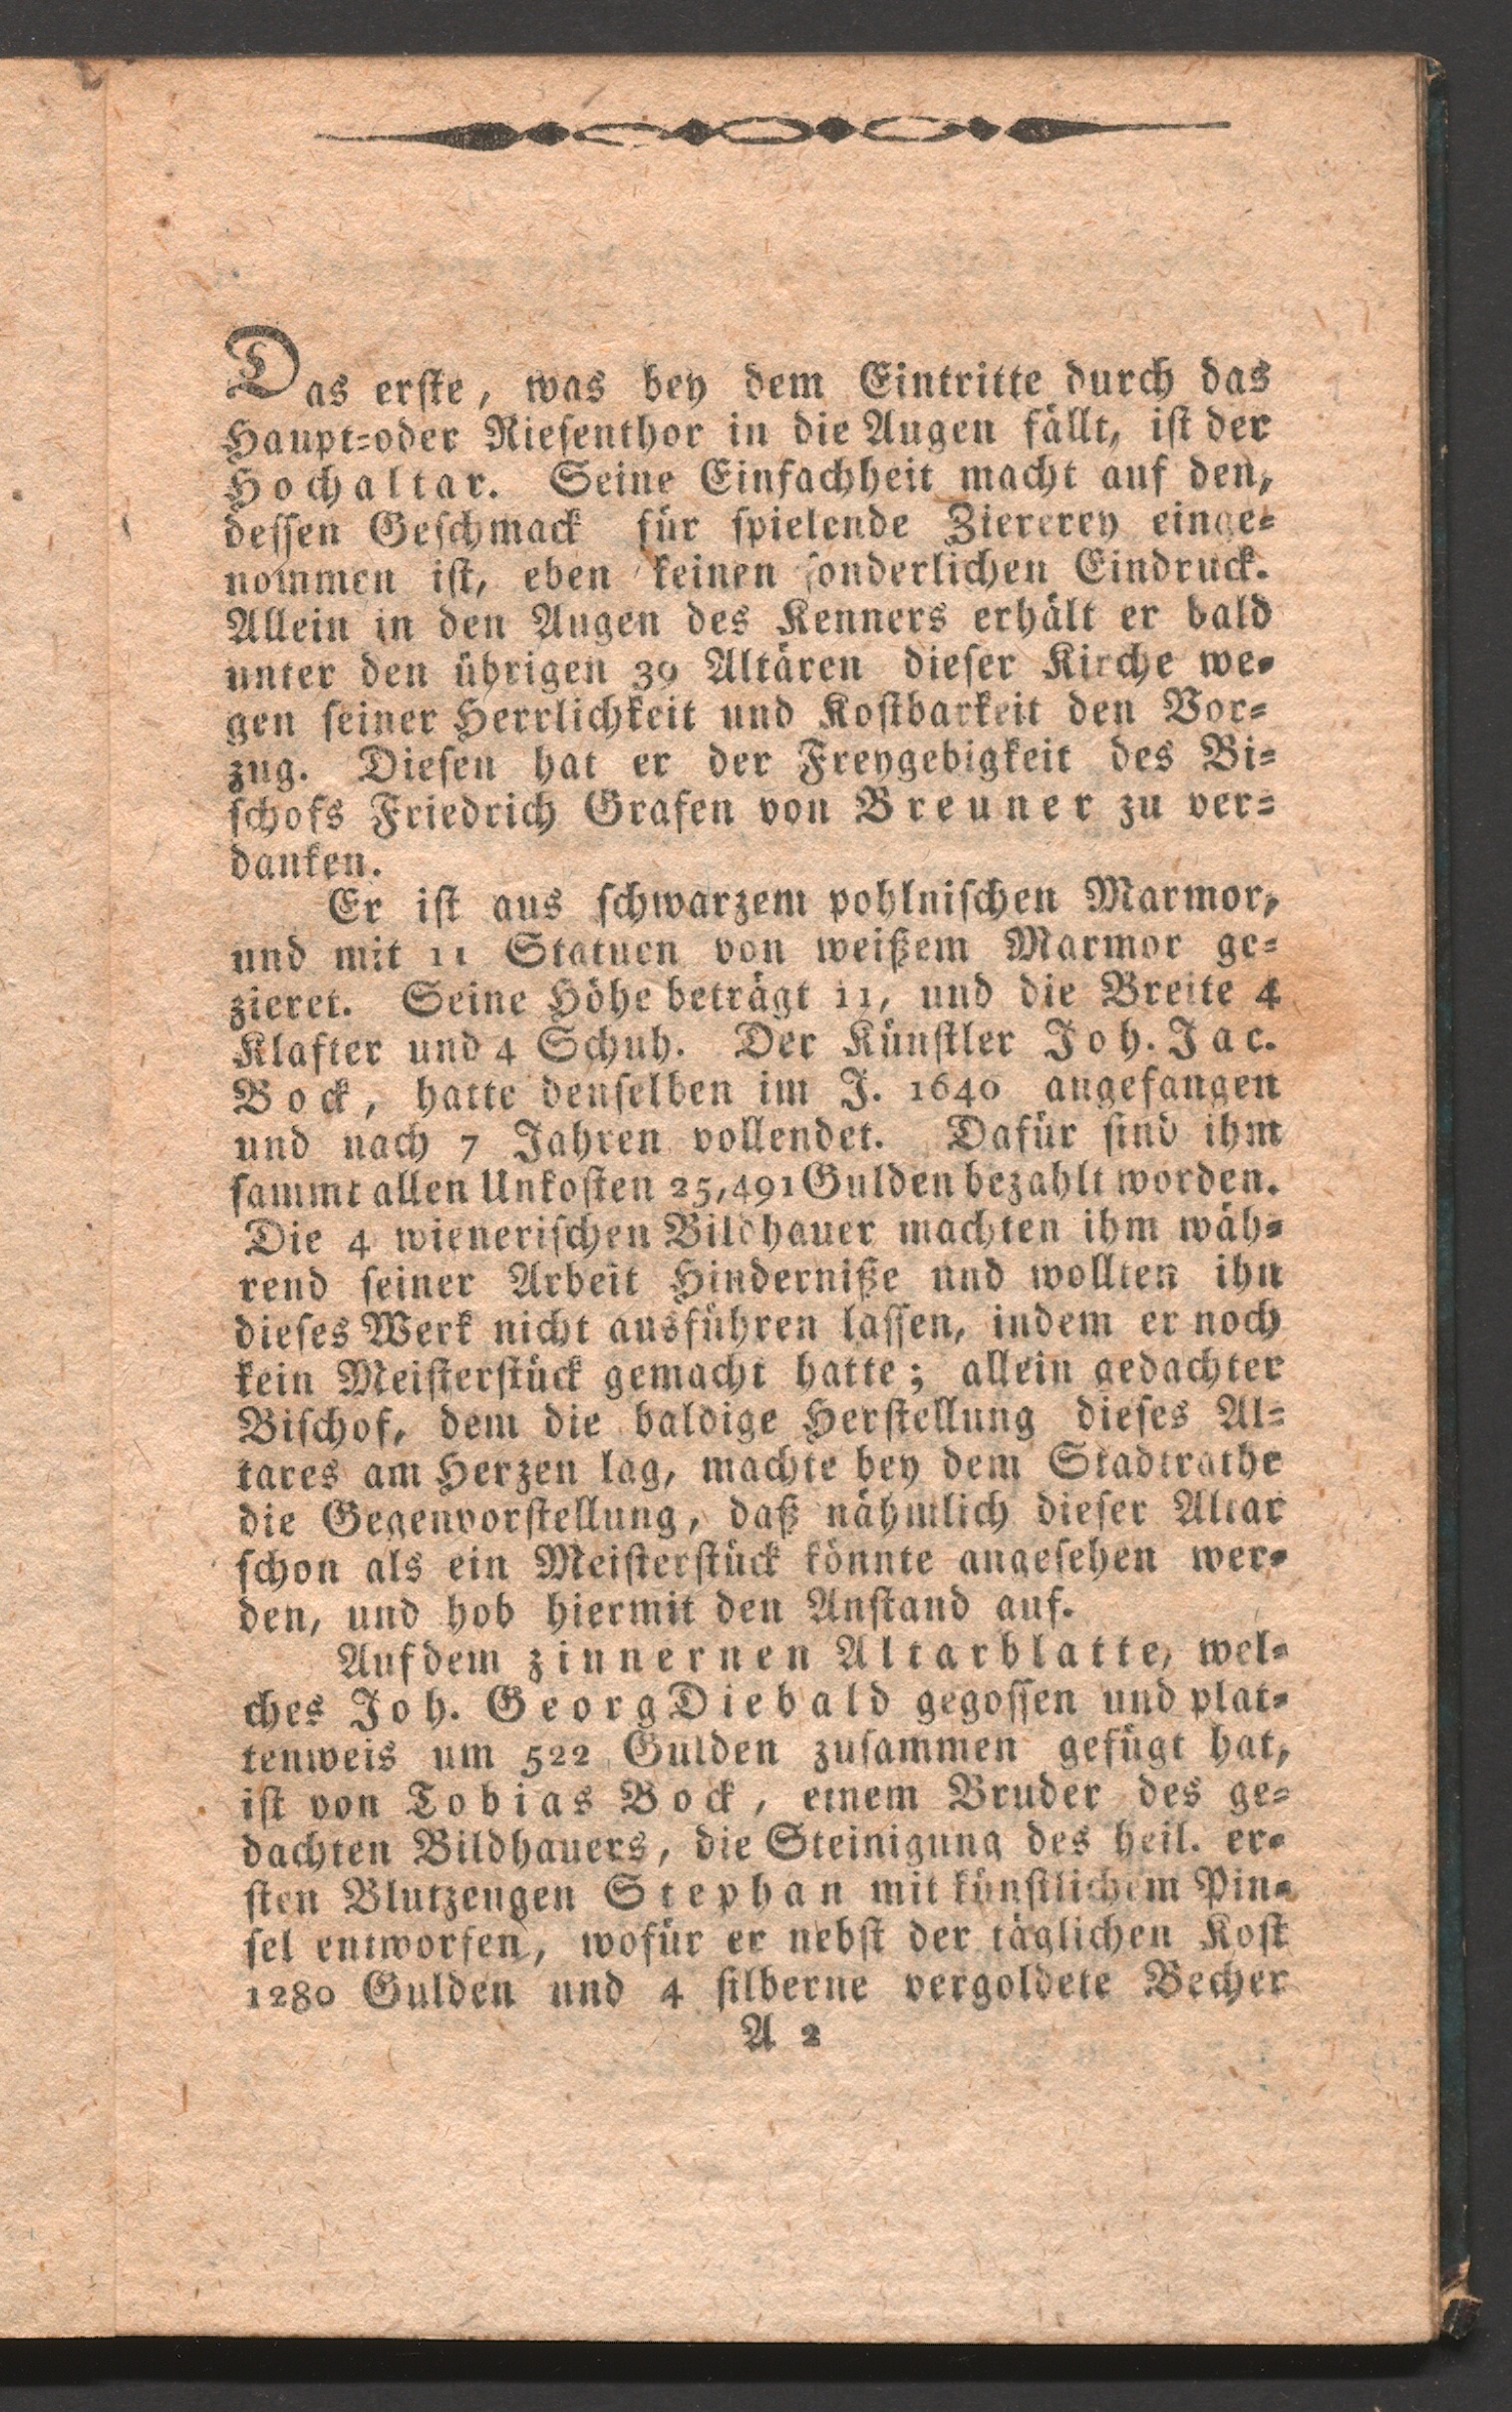 Das erste, was bey dem Eintritte durch das
Haupt=oder Riesenthor in die Augen fällt, ist der
Hochaltar. Seine Einfachheit macht auf den,
dessen Geschmack für spielende Ziererey einge=
nommen ist, eben keinen sonderlichen Eindruck.
Allein in den Augen des Kenners erhält er bald
unter den übrigen 39 Altären dieser Kirche we=
gen seiner Herrlichkeit und Kostbarkeit den Vor=
zug. Diesen hat er der Freygebigkeit des Bi=
schofs Friedrich Grafen von Breuner zu ver=
danken.
Er ist aus schwarzem pohlnischen Marmor,
und mit 11 Statuen von weißem Marmor ge=
zieret. Seine Höhe beträgt 11, und die Breite 4
Klafter und 4 Schuh. Der Künstler Joh. Jac.
Bock, hatte denselben im J. 1640 angefangen
und nach 7 Jahren vollendet. Dafür sind ihm
sammt allen Unkosten 25,491 Gulden bezahlt worden.
Die 4 wienerischen Bildhauer machten ihm wäh=
rend seiner Arbeit Hinderniße und wollten ihn
dieses Werk nicht ausführen lassen, indem er noch
kein Meisterstück gemacht hatte; allein gedachter
Bischof, dem die baldige Herstellung dieses Al=
tares am Herzen lag, machte bey dem Stadtrathe
die Gegenvorstellung, daß nähmlich dieser Altar
schon als ein Meisterstück könnte angesehen wer=
den, und hob hiermit den Anstand auf.
Auf dem zinnernen Altarblatte, wel=
ches Joh. Georg Diebald gegossen und plat=
tenweis um 522 Gulden zusammen gefügt hat,
ist von Tobias Bock, einem Bruder des ge=
dachten Bildhauers, die Steinigung des heil. er=
sten Blutzeugen Stephan mit künstlichem Pin=
sel entworfen, wofür er nebst der täglichen Kost
1280 Gulden und 4 silberne vergoldete Becher
A 2